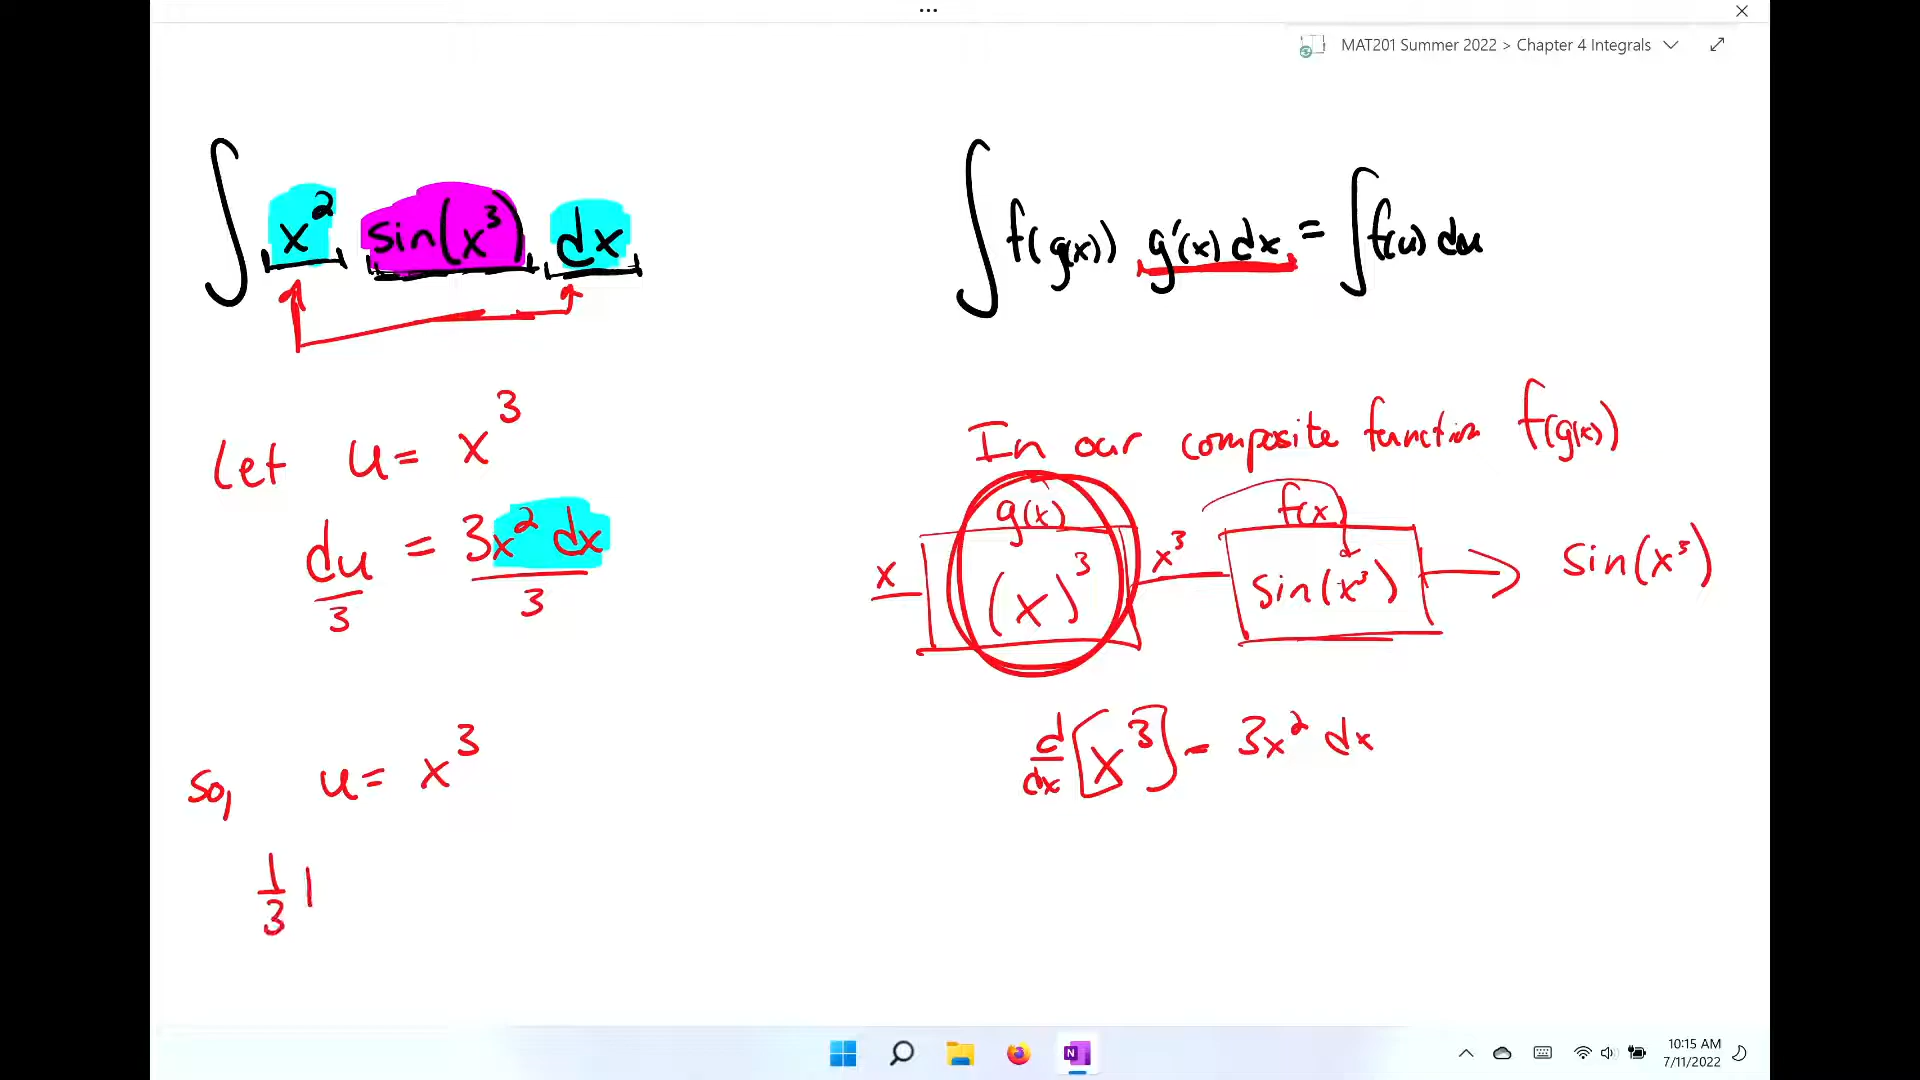 MAT201 Summer 2022 > Chapter 4 Integrals
∫ x² sin(x³) dx
∫ f(g(x)) g'(x) dx = ∫ f(u) du
Let u = x³
du/3 = 3x² dx/3
So, u = x³
1/3 |
In our composite function f(g(x))
g(x) f(x)
x (x)³ x³ sin(x³) → sin(x³)
d/dx [x³] = 3x² dx
10:15 AM
7/11/2022